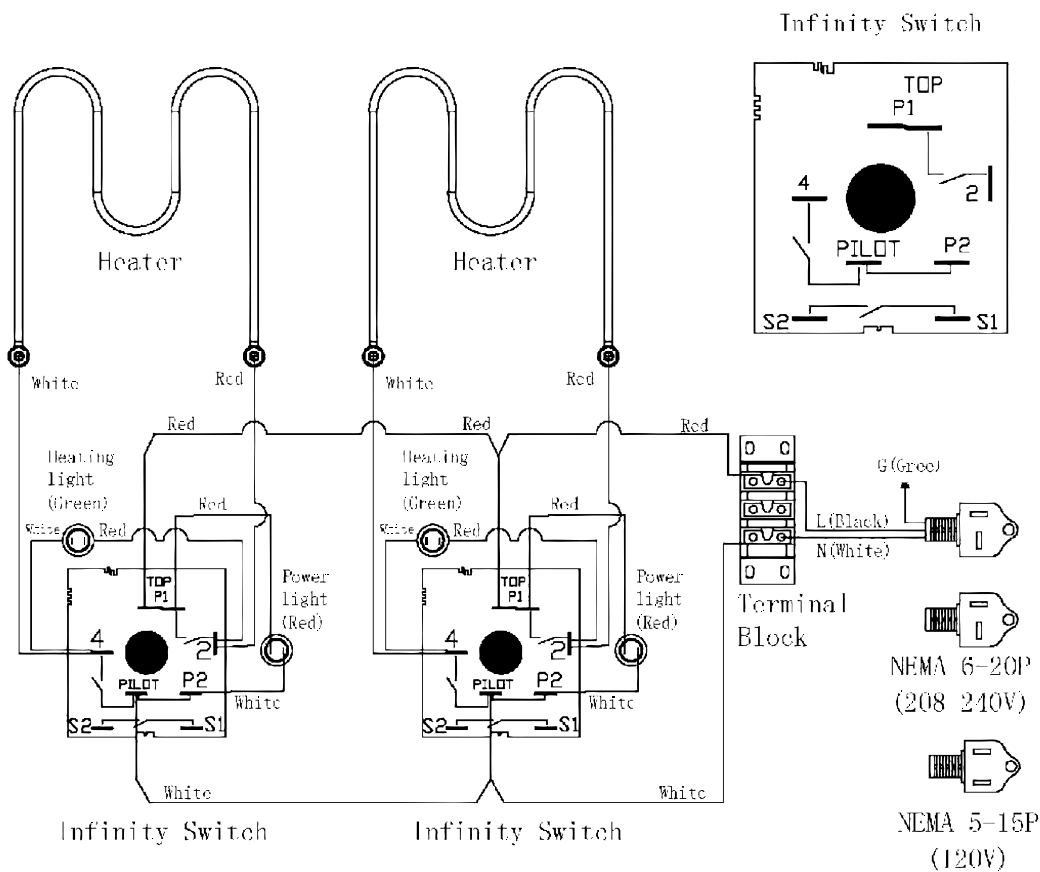 Infinity Switch
TOP
P1
4
2
PILOT
P2
S2
S1
Heater
Heater
White
Red
White
Red
Red
Red
Red
Heating
light
(Green)
Heating
light
(Green)
G(Gree)
White
Red
Red
White
Red
Red
L(Black)
N(White)
TOP
P1
4
2
PILOT
P2
S2
S1
Power
light
(Red)
White
TOP
P1
4
2
PILOT
P2
S2
S1
Power
light
(Red)
White
Terminal
Block
NEMA 6-20P
(208 240V)
White
White
Infinity Switch
Infinity Switch
NEMA 5-15P
(120V)